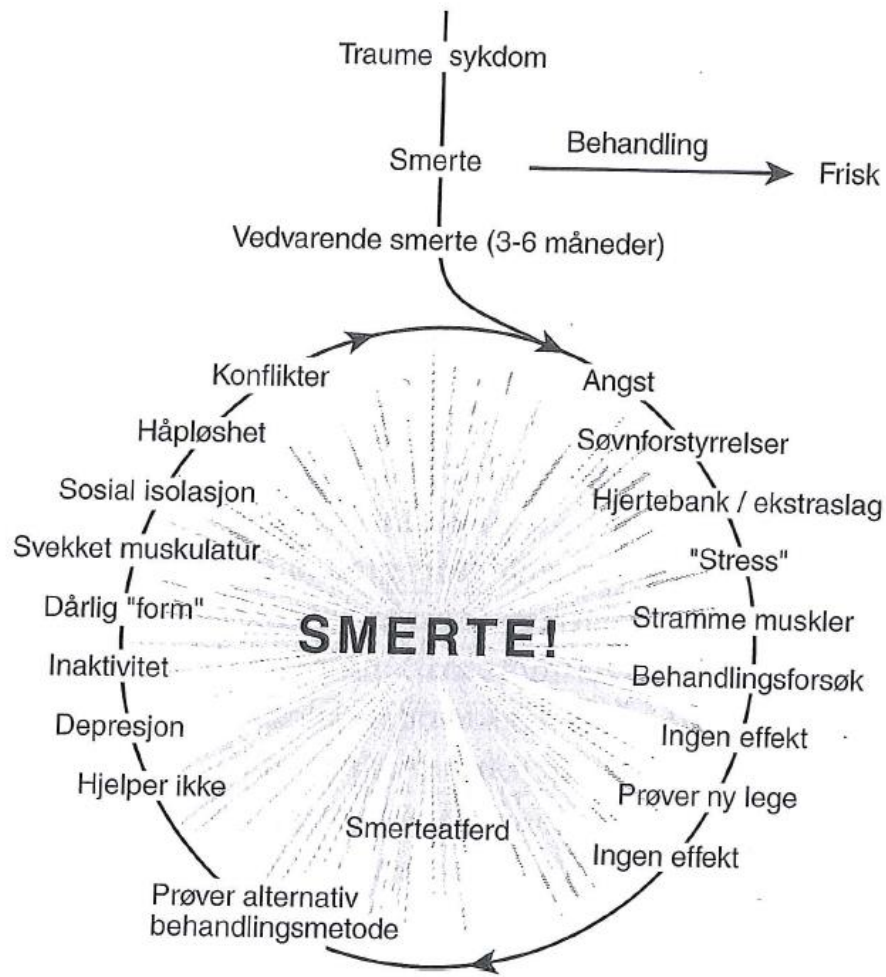 Traume sykdom
Smerte
Behandling
Frisk
Vedvarende smerte (3-6 måneder)
Konflikter
Angst
Håpløshet
Søvnforstyrrelser
Sosial isolasjon
Hjertebank / ekstraslag
Svekket muskulatur
"Stress"
Dårlig "form"
SMERTE!
Stramme muskler
Inaktivitet
Behandlingsforsøk
Depresjon
Ingen effekt
Hjelper ikke
Prøver ny lege
Smerteatferd
Ingen effekt
Prøver alternativ
behandlingsmetode